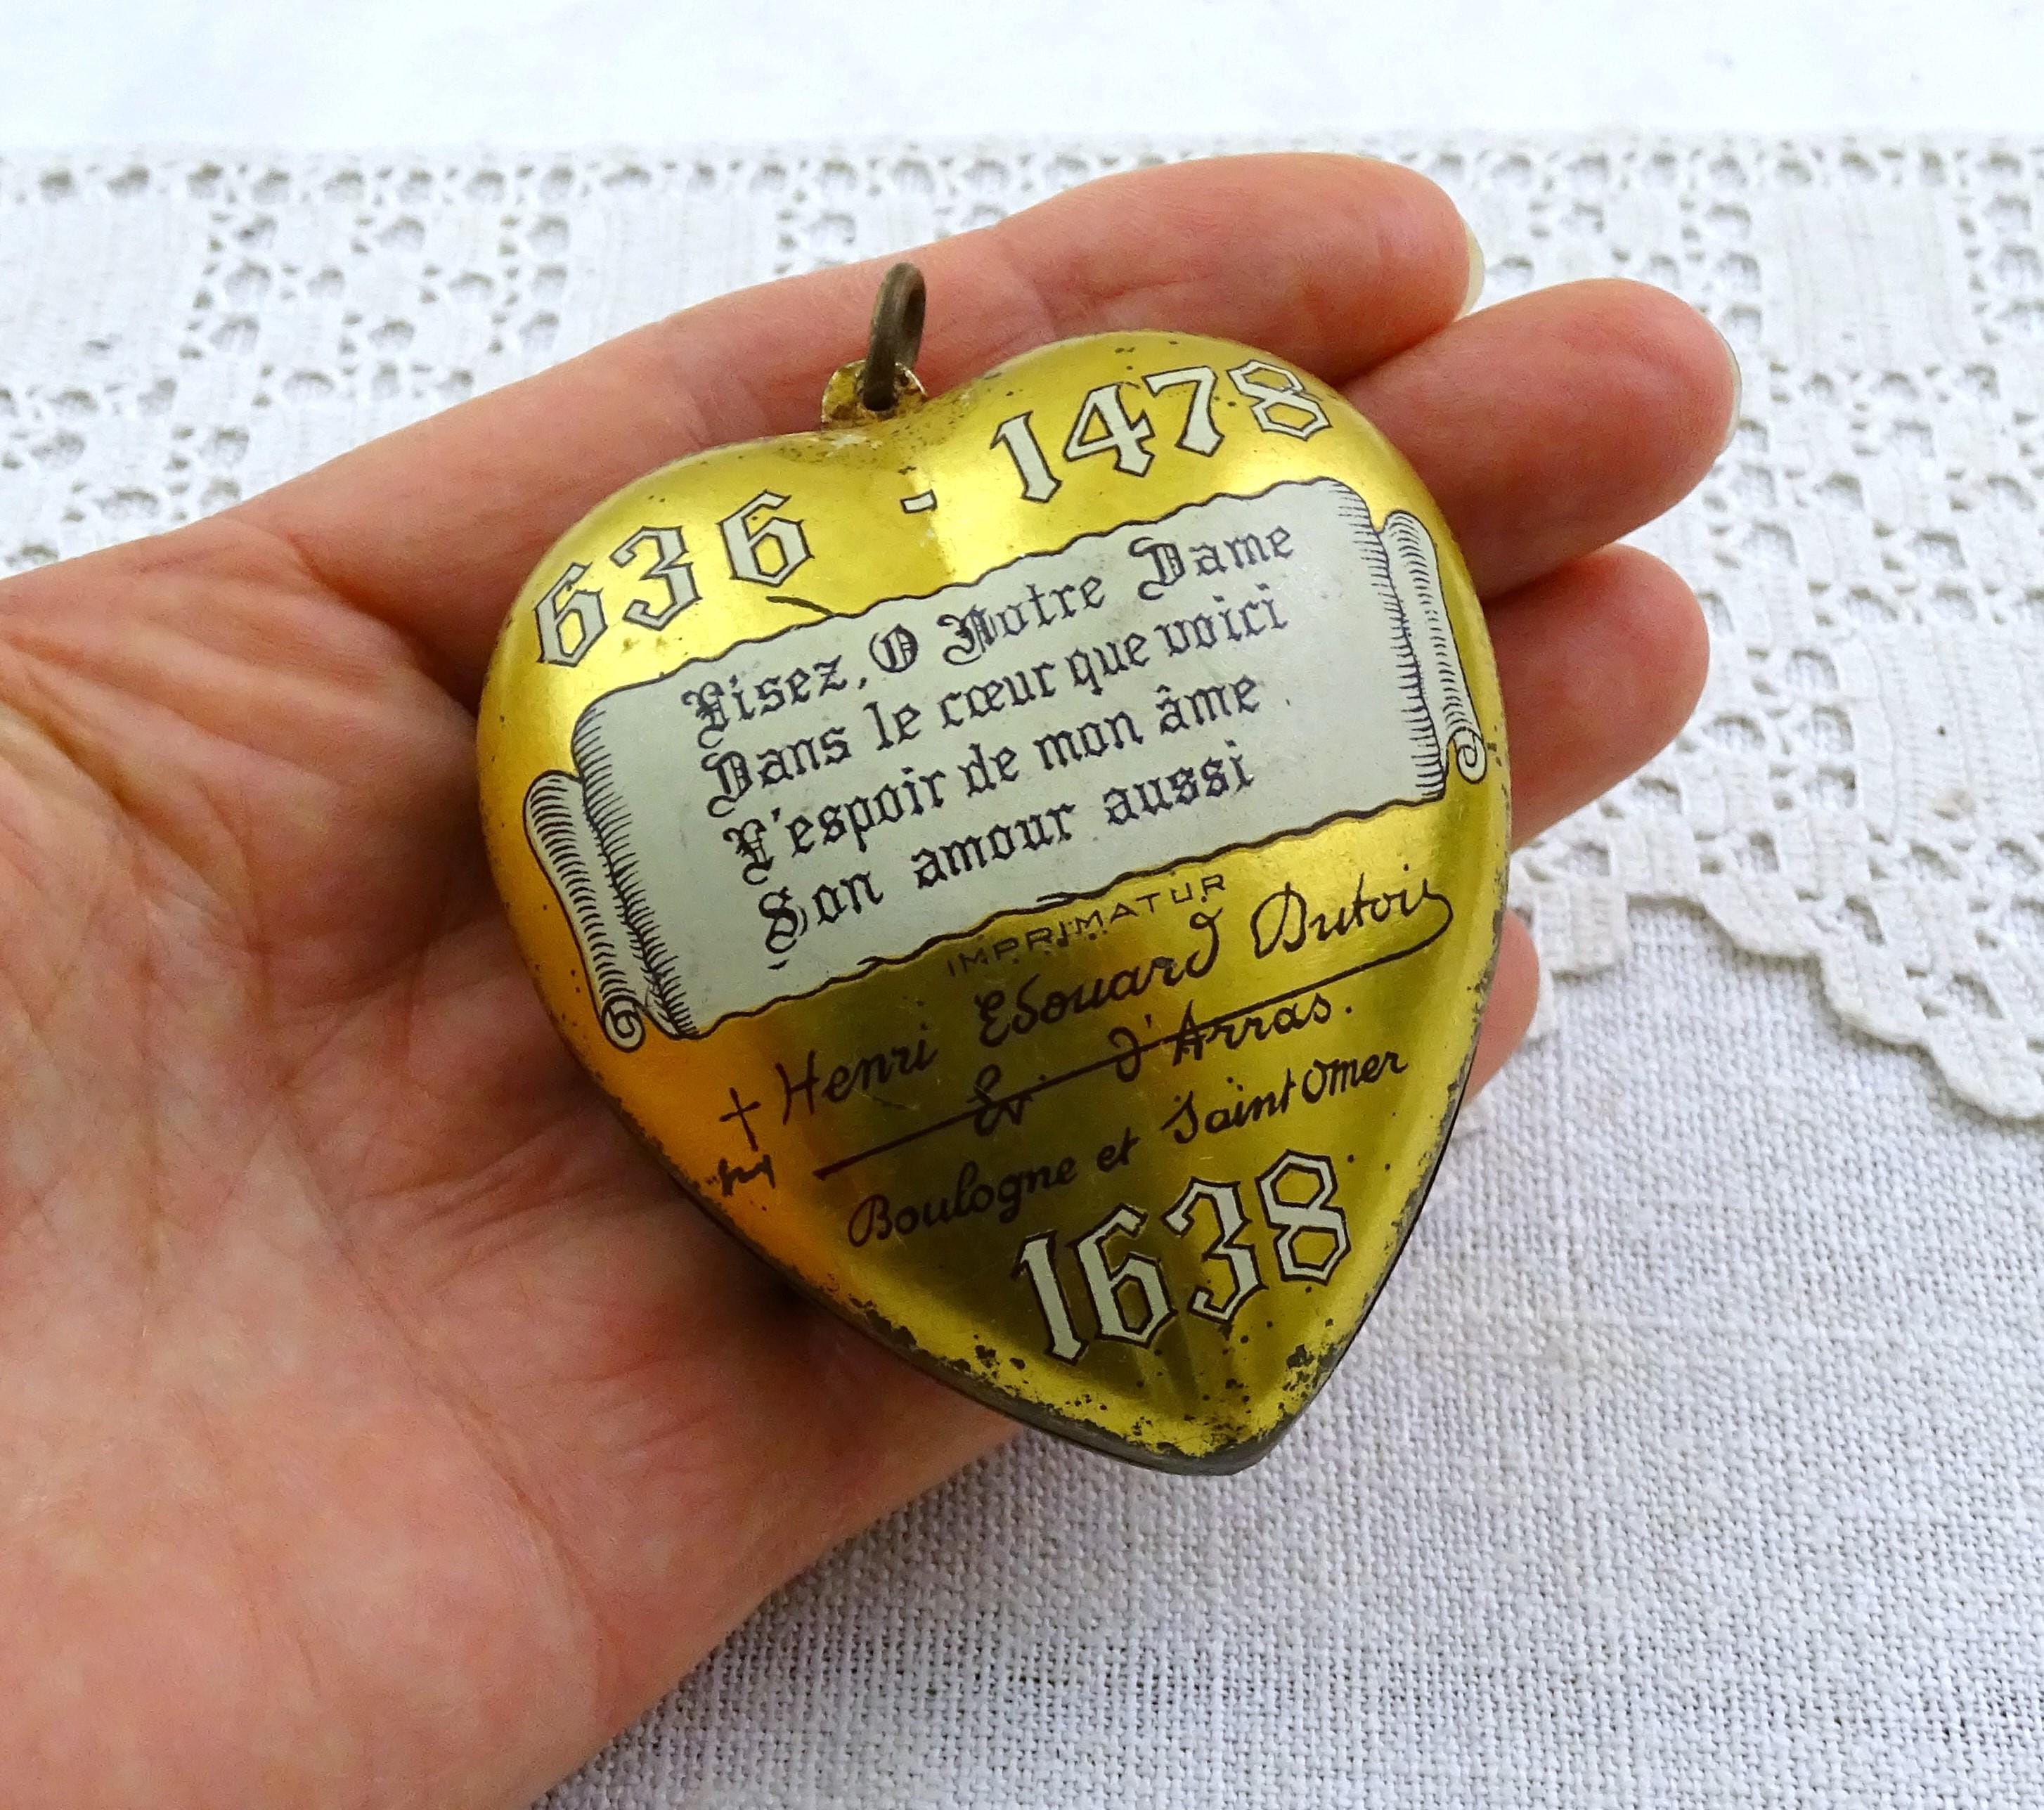 636 - 1478
Lisez, O Notre Dame
Dans le cœur que voici
L'espoir de mon âme
Son amour aussi
IMPRIMATUR
† Henri Edouard Dutoit
Ev. d'Arras.
Boulogne et Saint Omer
1638